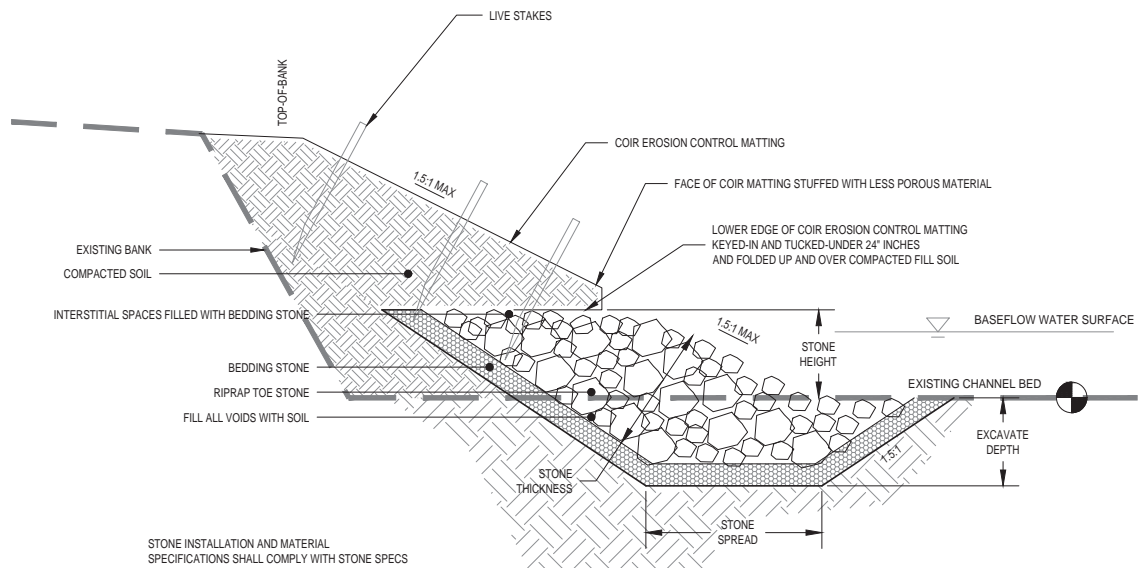 LIVE STAKES
TOP-OF-BANK
COIR EROSION CONTROL MATTING
1.5:1 MAX
FACE OF COIR MATTING STUFFED WITH LESS POROUS MATERIAL
LOWER EDGE OF COIR EROSION CONTROL MATTING
KEYED-IN AND TUCKED-UNDER 24" INCHES
AND FOLDED UP AND OVER COMPACTED FILL SOIL
EXISTING BANK
COMPACTED SOIL
INTERSTITIAL SPACES FILLED WITH BEDDING STONE
1.5:1 MAX
BASEFLOW WATER SURFACE
STONE
HEIGHT
BEDDING STONE
RIPRAP TOE STONE
EXISTING CHANNEL BED
FILL ALL VOIDS WITH SOIL
EXCAVATE
DEPTH
1.5:1
STONE
THICKNESS
STONE
SPREAD
STONE INSTALLATION AND MATERIAL
SPECIFICATIONS SHALL COMPLY WITH STONE SPECS